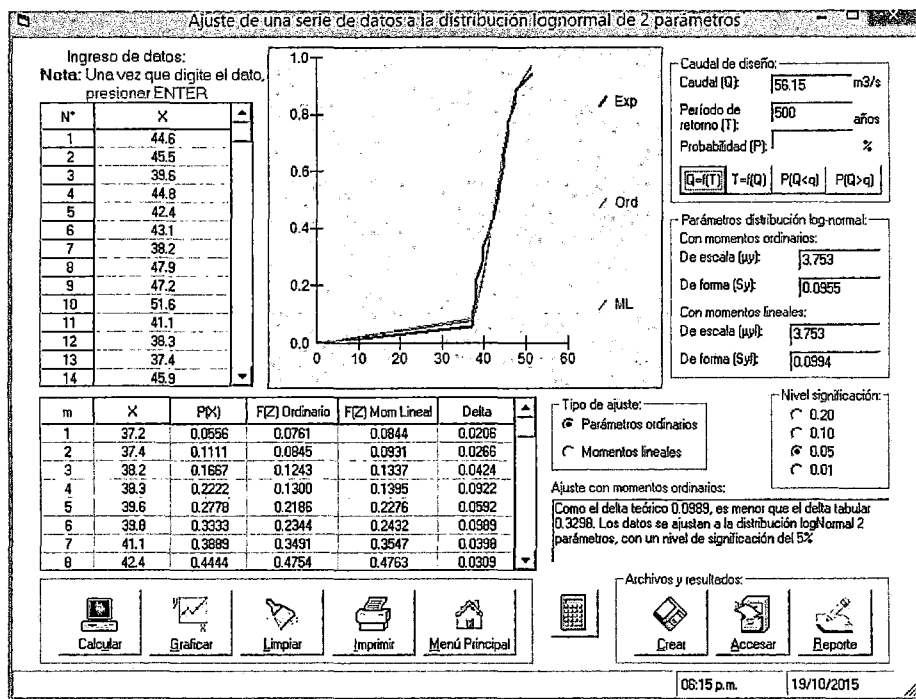 Ajuste de una serie de datos a la distribución lognormal de 2 parámetros
Ingreso de datos:
Nota: Una vez que digite el dato,
presionar ENTER
N° X
1 44.6
2 45.5
3 39.6
4 44.8
5 42.4
6 43.1
7 38.2
8 47.9
9 47.2
10 51.6
11 41.1
12 38.3
13 37.4
14 45.9
1.0
0.8
0.6
0.4
0.2
0.0
0 10 20 30 40 50 60
Exp
Ord
ML
Caudal de diseño:
Caudal (Q): 56.15 m3/s
Período de
retorno (T): 500 años
Probabilidad (P): %
Q=f(T) T=f(Q) P(Q<q) P(Q>q)
Parámetros distribución log-normal:
Con momentos ordinarios:
De escala (µy): 3.753
De forma (Sy): 0.0955
Con momentos lineales:
De escala (µyl): 3.753
De forma (Syl): 0.0994
m X P(X) F(Z) Ordinario F(Z) Mom Lineal Delta
1 37.2 0.0556 0.0761 0.0844 0.0206
2 37.4 0.1111 0.0845 0.0931 0.0266
3 38.2 0.1667 0.1243 0.1337 0.0424
4 38.3 0.2222 0.1300 0.1395 0.0922
5 39.6 0.2778 0.2186 0.2276 0.0592
6 39.8 0.3333 0.2344 0.2432 0.0989
7 41.1 0.3889 0.3491 0.3547 0.0398
8 42.4 0.4444 0.4754 0.4763 0.0309
Tipo de ajuste:
Parámetros ordinarios
Momentos lineales
Nivel significación:
0.20
0.10
0.05
0.01
Ajuste con momentos ordinarios:
Como el delta teórico 0.0989, es menor que el delta tabular
0.3298. Los datos se ajustan a la distribución logNormal 2
parámetros, con un nivel de significación del 5%
Calcular Graficar Limpiar Imprimir Menú Principal
Archivos y resultados:
Crear Accesar Reporte
06:15 p.m. 19/10/2015